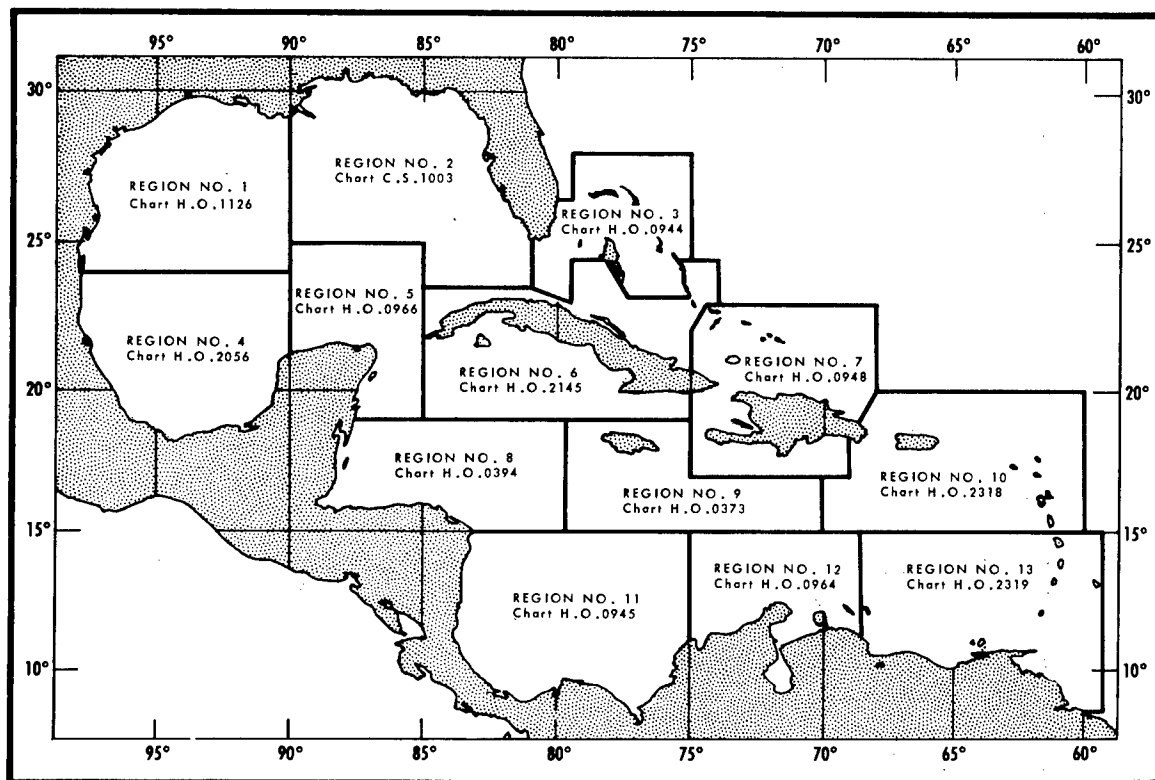 95° 90° 85° 80° 75° 70° 65° 60°
30° 30°
REGION NO. 2
Chart C.S.1003
REGION NO. 1
Chart H.O.1126
REGION NO. 3
Chart H.O.0944
25° 25°
REGION NO. 5
Chart H.O.0966
REGION NO. 4
Chart H.O.2056
REGION NO. 7
Chart H.O.0948
REGION NO. 6
Chart H.O.2145
20° 20°
REGION NO. 8
Chart H.O.0394
REGION NO. 10
Chart H.O.2318
REGION NO. 9
Chart H.O.0373
15° 15°
REGION NO. 12
Chart H.O.0964
REGION NO. 13
Chart H.O.2319
REGION NO. 11
Chart H.O.0945
10° 10°
95° 90° 85° 80° 75° 70° 65° 60°